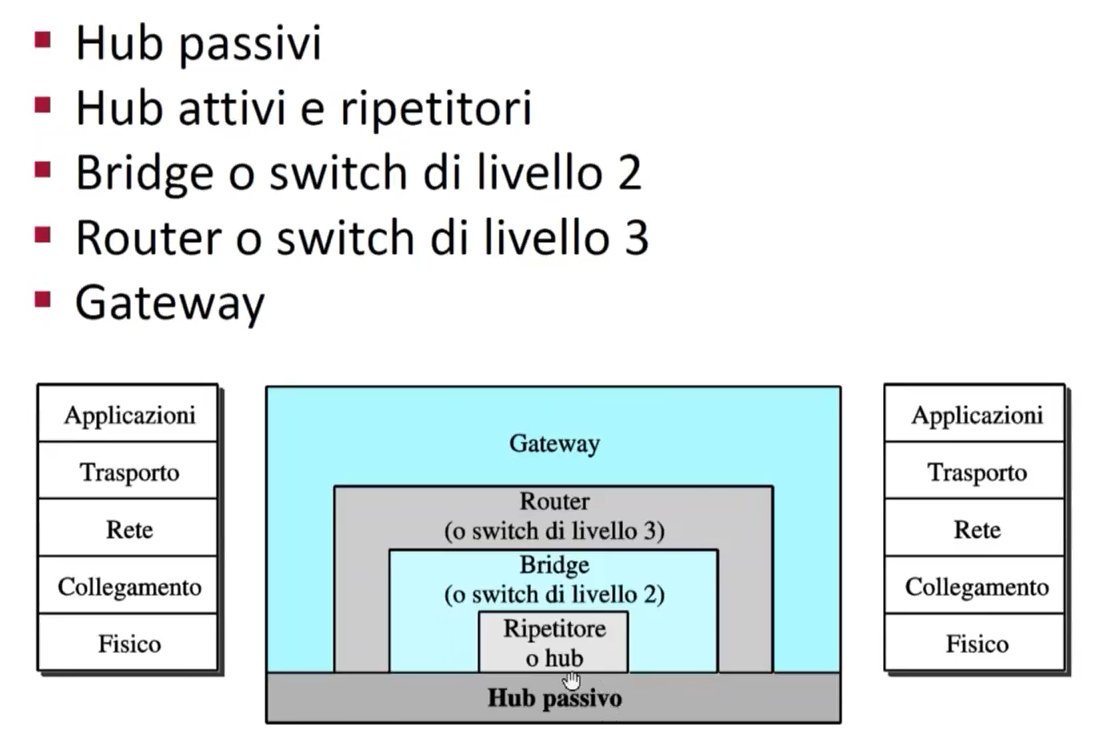 Hub passivi
Hub attivi e ripetitori
Bridge o switch di livello 2
Router o switch di livello 3
Gateway
Applicazioni
Trasporto
Rete
Collegamento
Fisico
Gateway
Router
(o switch di livello 3)
Bridge
(o switch di livello 2)
Ripetitore
o hub
Hub passivo
Applicazioni
Trasporto
Rete
Collegamento
Fisico